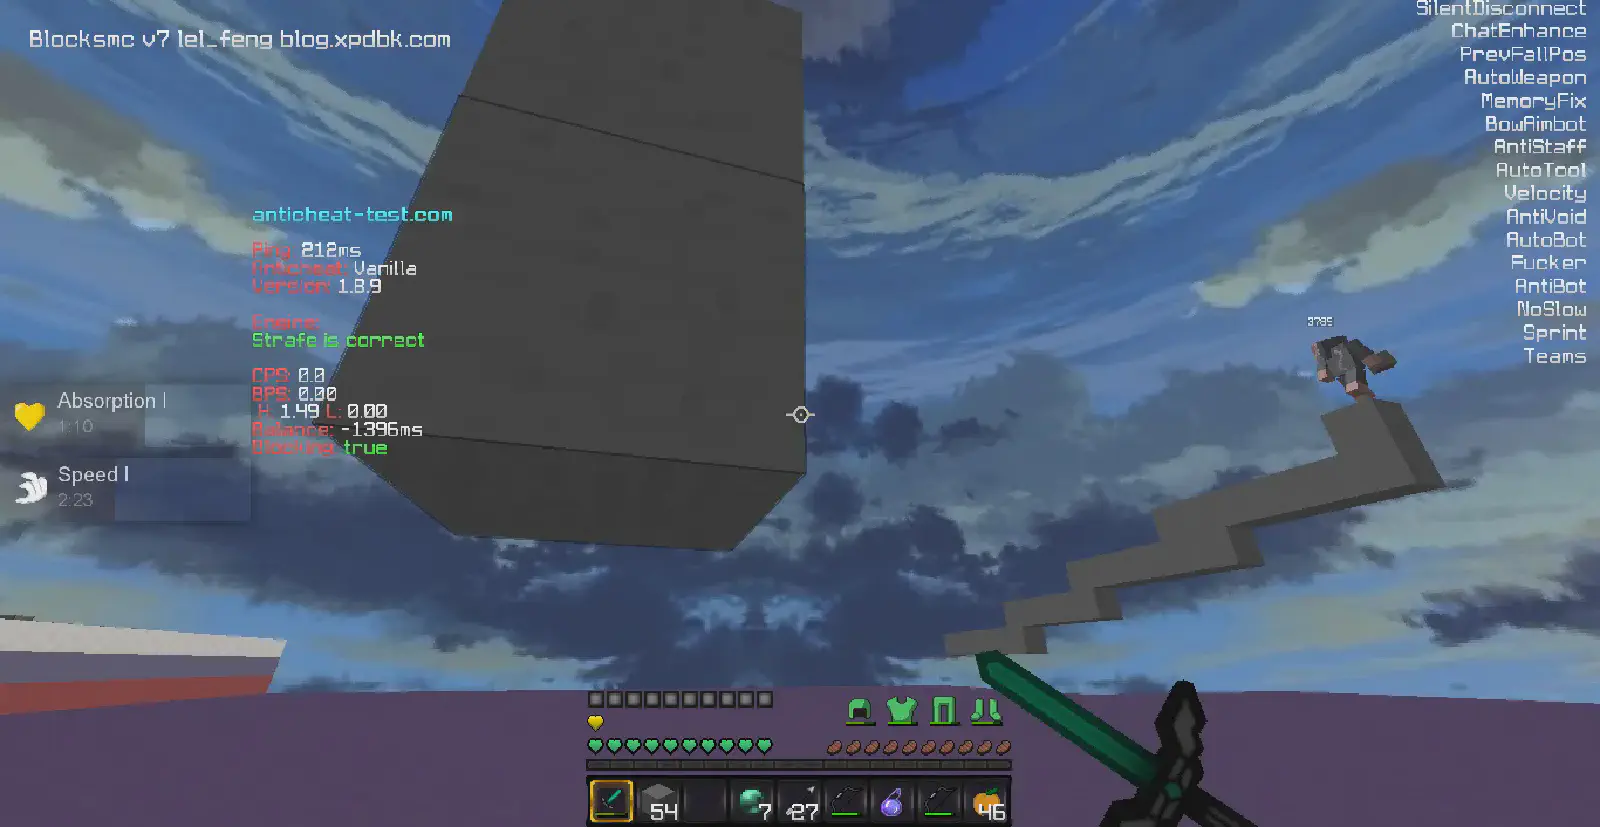 Blocksmc v7 lel_feng blog.xpdbk.com
SilentDisconnect
ChatEnhance
PrevFallPos
AutoWeapon
MemoryFix
BowAimbot
AntiStaff
AutoTool
Velocity
AntiVoid
AutoBot
Fucker
AntiBot
NoSlow
Sprint
Teams
anticheat-test.com
Ping: 212ms
Anticheat: Vanilla
Version: 1.8.9
Engine:
Strafe is correct
CPS: 0.0
BPS: 0.00
H: 1.49 L: 0.00
Balance: -1396ms
Blocking: true
Absorption I
1:10
Speed I
2:23
54
7
27
46